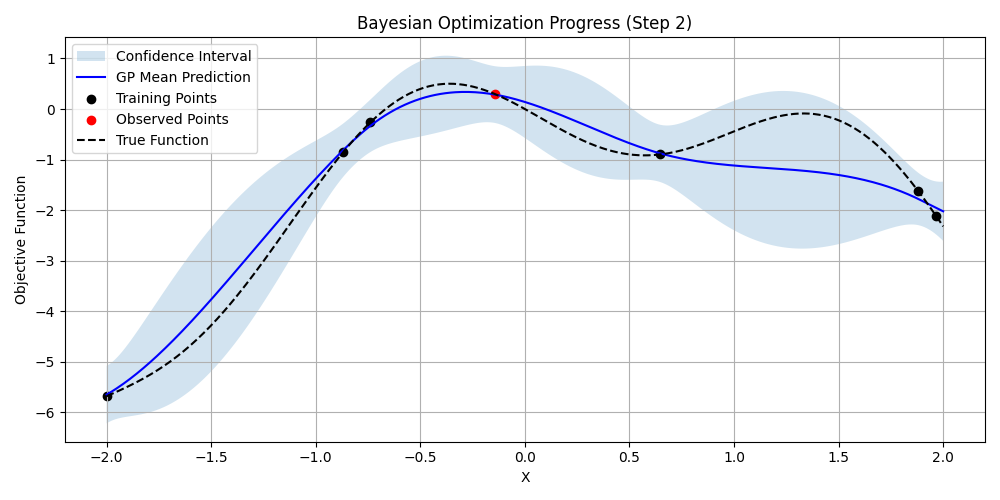 Bayesian Optimization Progress (Step 2)
Confidence Interval
GP Mean Prediction
Training Points
Observed Points
True Function
Objective Function
1
0
−1
−2
−3
−4
−5
−6
−2.0 −1.5 −1.0 −0.5 0.0 0.5 1.0 1.5 2.0
X